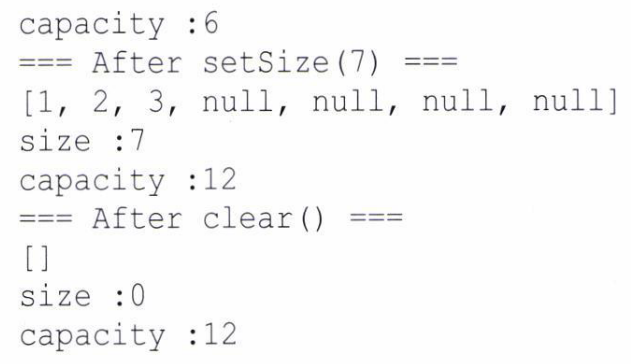 capacity :6
=== After setSize(7) ===
[1, 2, 3, null, null, null, null]
size :7
capacity :12
=== After clear() ===
[]
size :0
capacity :12